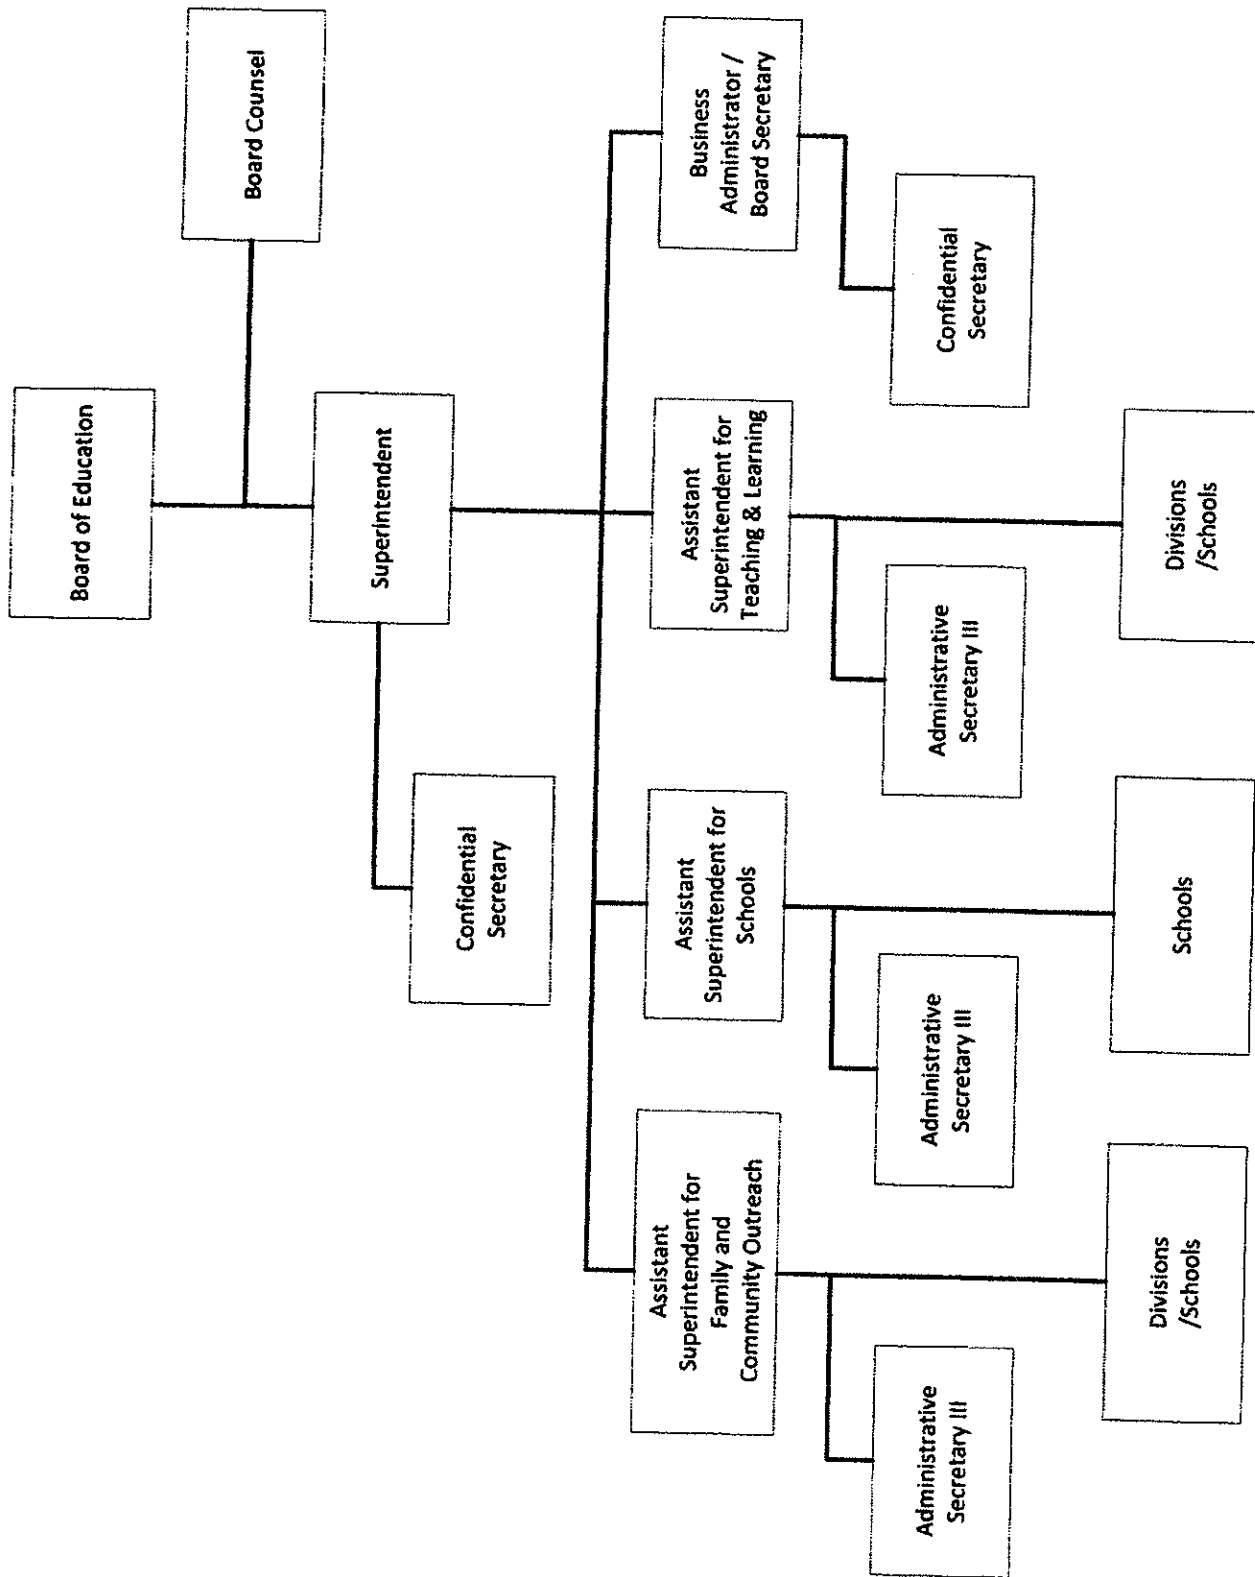 Board of Education
Board Counsel
Superintendent
Confidential
Secretary
Assistant
Superintendent for
Family and
Community Outreach
Assistant
Superintendent for
Schools
Assistant
Superintendent for
Teaching & Learning
Business
Administrator /
Board Secretary
Administrative
Secretary III
Administrative
Secretary III
Administrative
Secretary III
Confidential
Secretary
Divisions
/Schools
Schools
Divisions
/Schools